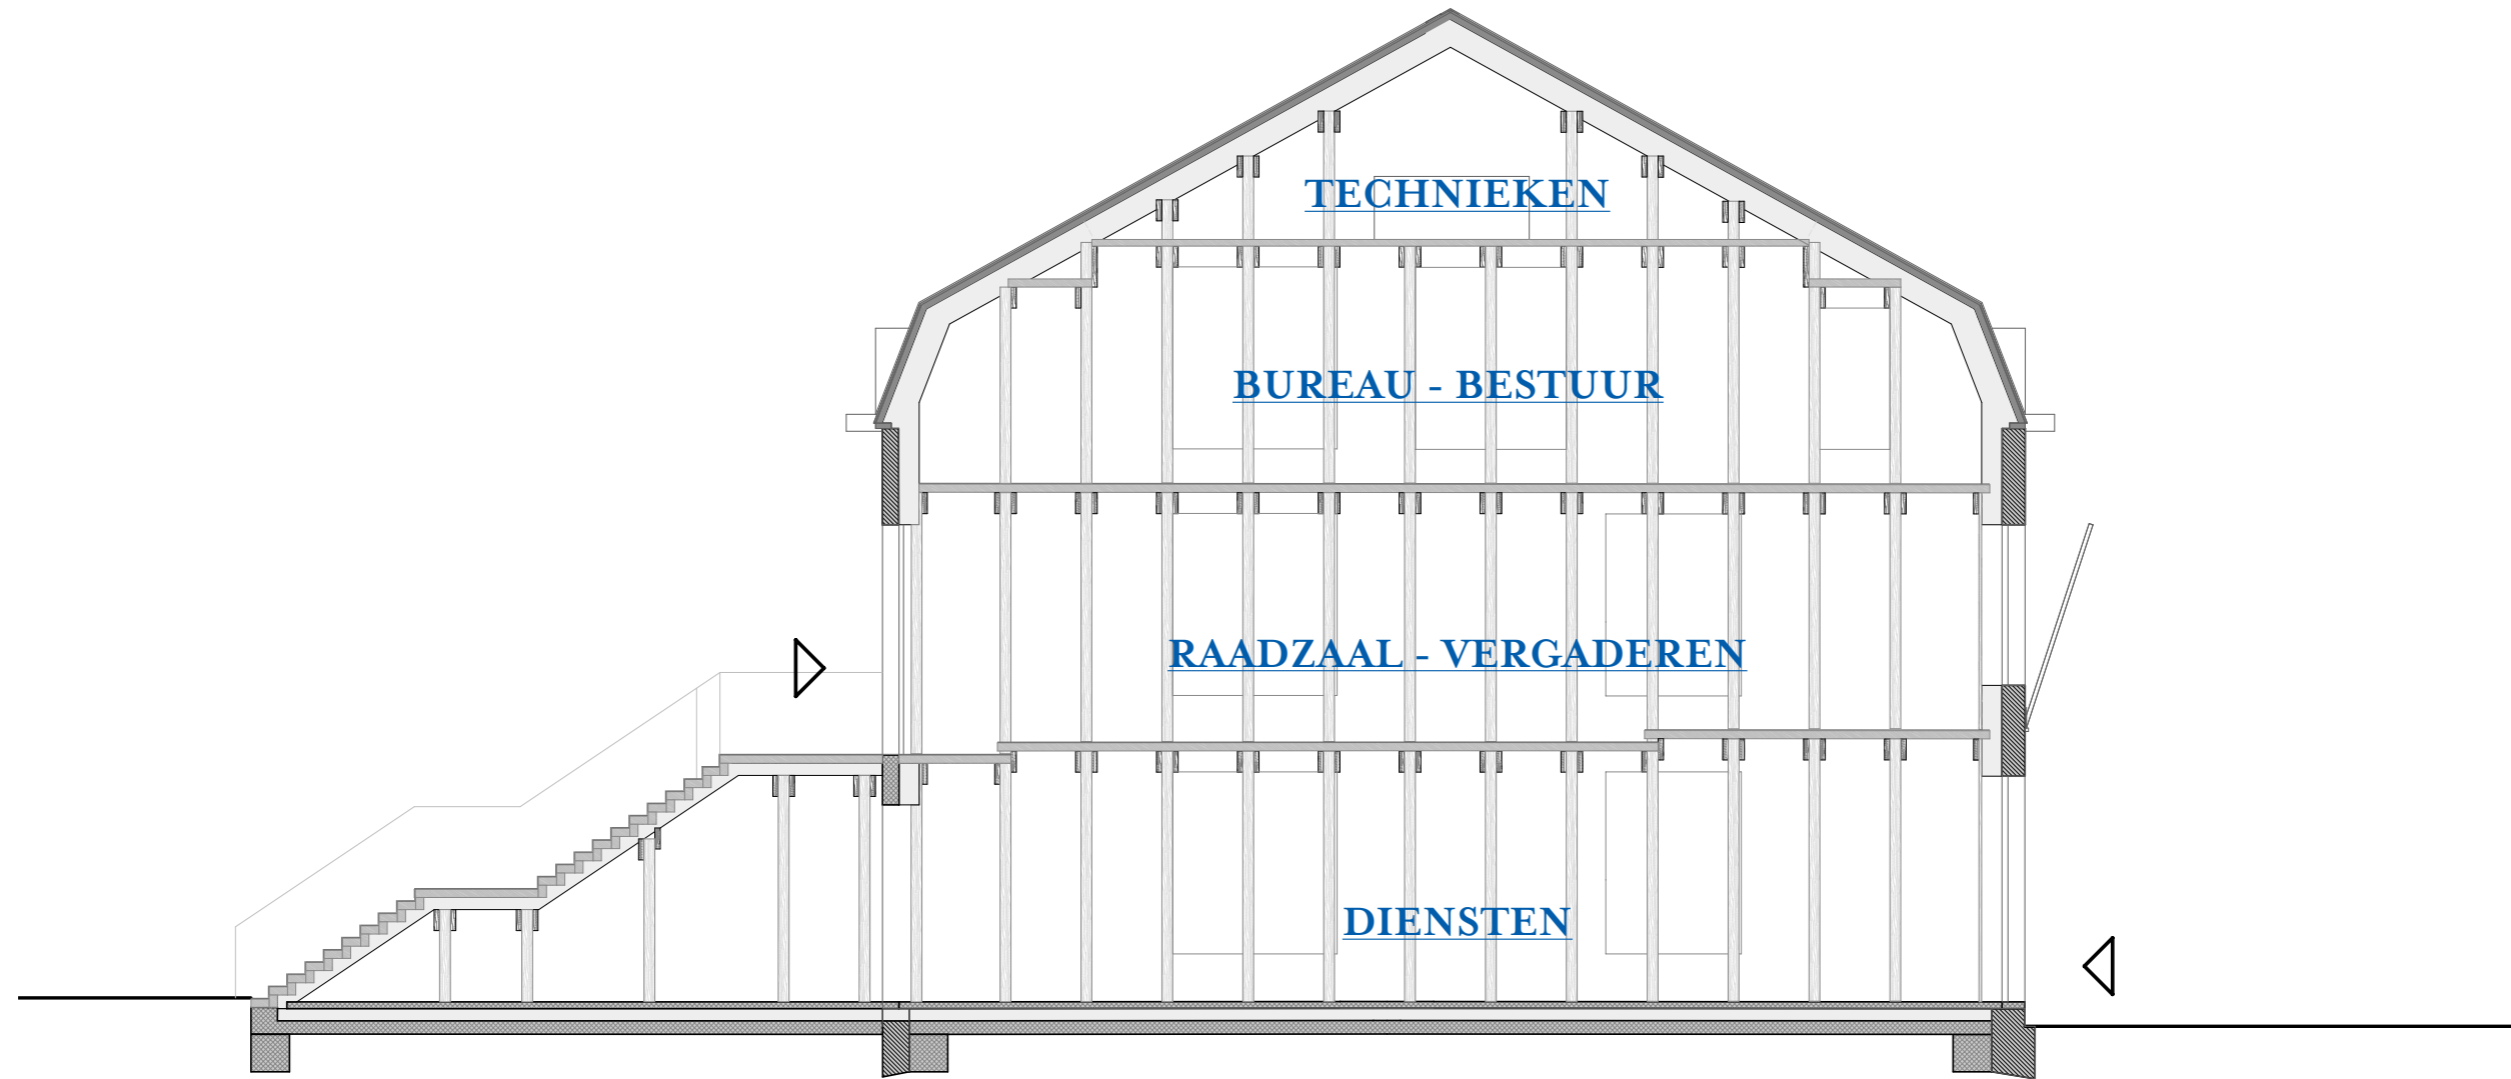 TECHNIEKEN
BUREAU - BESTUUR
RAADZAAL - VERGADEREN
DIENSTEN